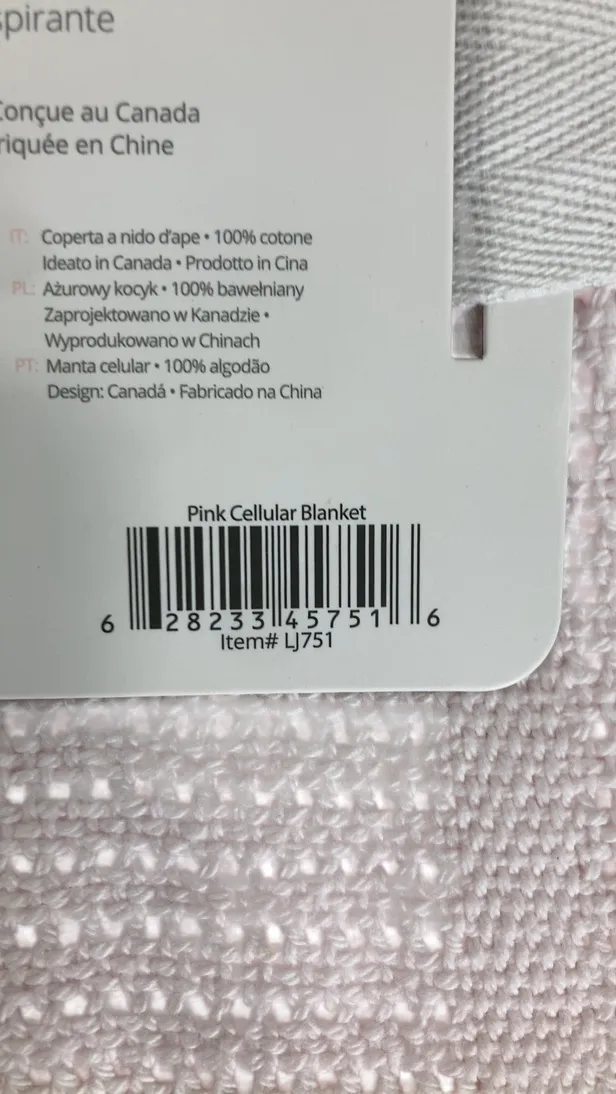 spirante
Conçue au Canada
riquée en Chine
IT: Coperta a nido d'ape • 100% cotone
Ideato in Canada • Prodotto in Cina
PL: Ażurowy kocyk • 100% bawełniany
Zaprojektowano w Kanadzie •
Wyprodukowano w Chinach
PT: Manta celular • 100% algodão
Design: Canadá • Fabricado na China
Pink Cellular Blanket
6 28233 45751 6
Item# LJ751